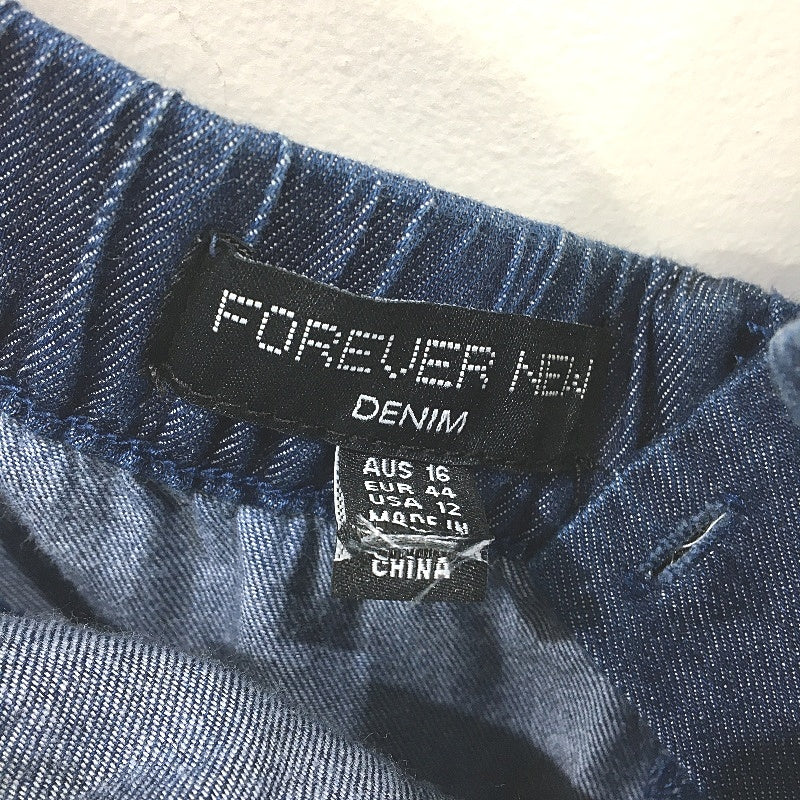 FOREVER NEW
DENIM
AUS 16
EUR 44
USA 12
MADE IN
CHINA